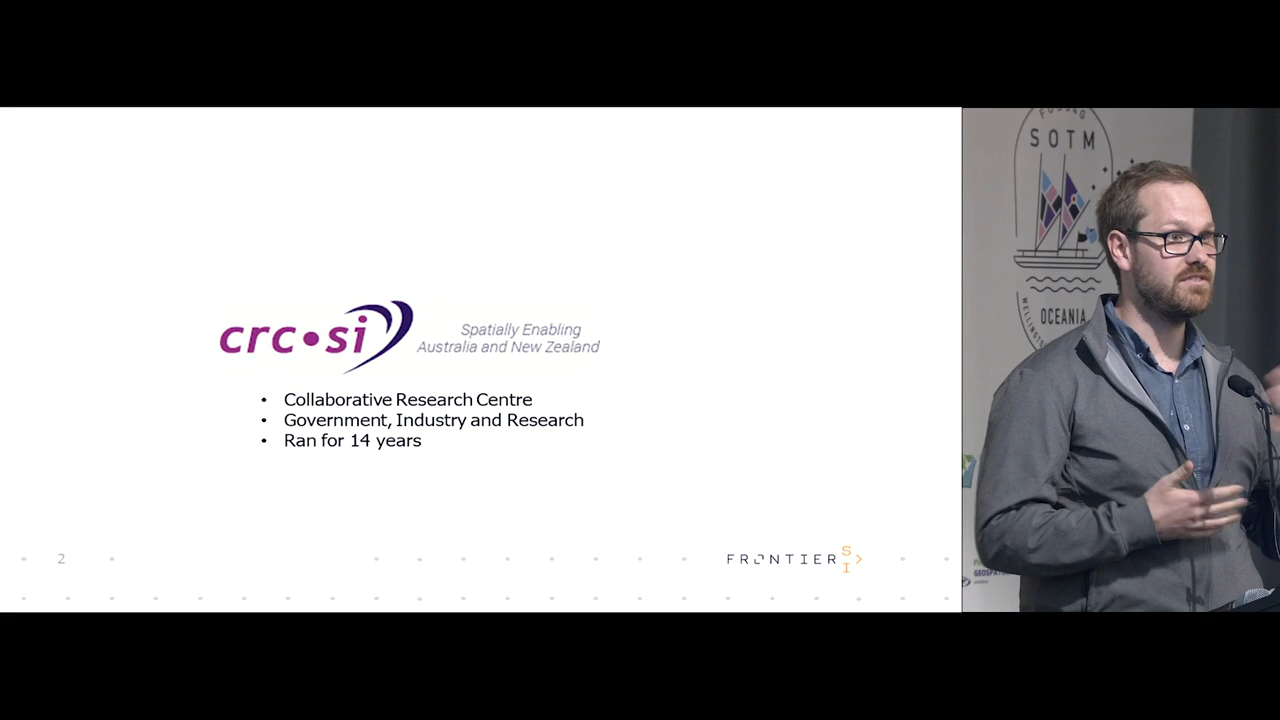 crc•si
Spatially Enabling
Australia and New Zealand
• Collaborative Research Centre
• Government, Industry and Research
• Ran for 14 years
2
FRONTIER SI >
SOTM
OCEANIA